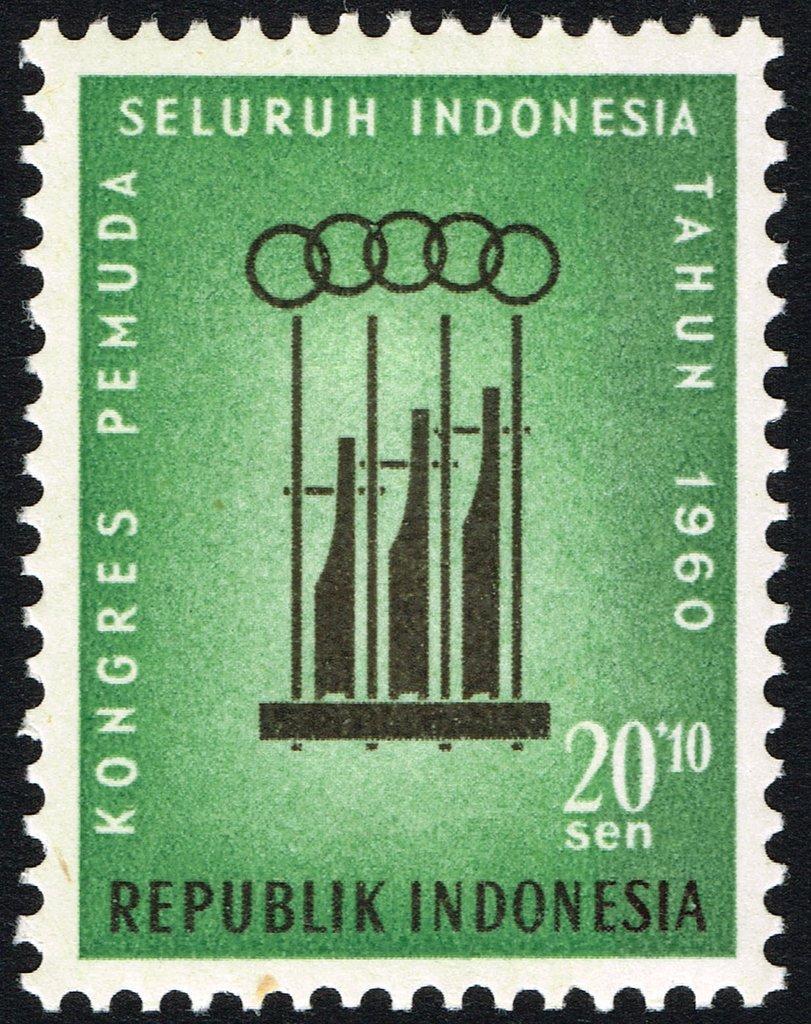 KONGRES PEMUDA
SELURUH INDONESIA
TAHUN 1960
20+10
sen
REPUBLIK INDONESIA